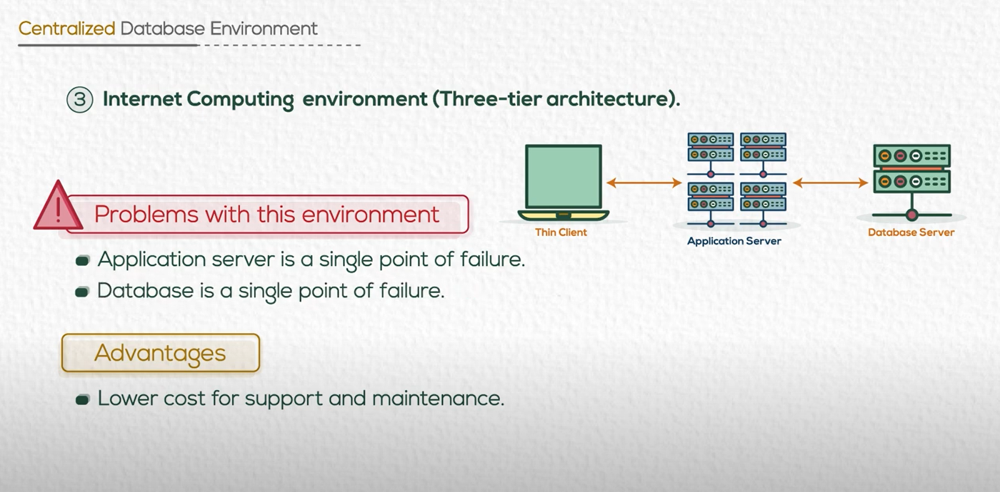 Centralized Database Environment
3 Internet Computing environment (Three-tier architecture).
Problems with this environment
Thin Client
Application Server
Database Server
Application server is a single point of failure.
Database is a single point of failure.
Advantages
Lower cost for support and maintenance.